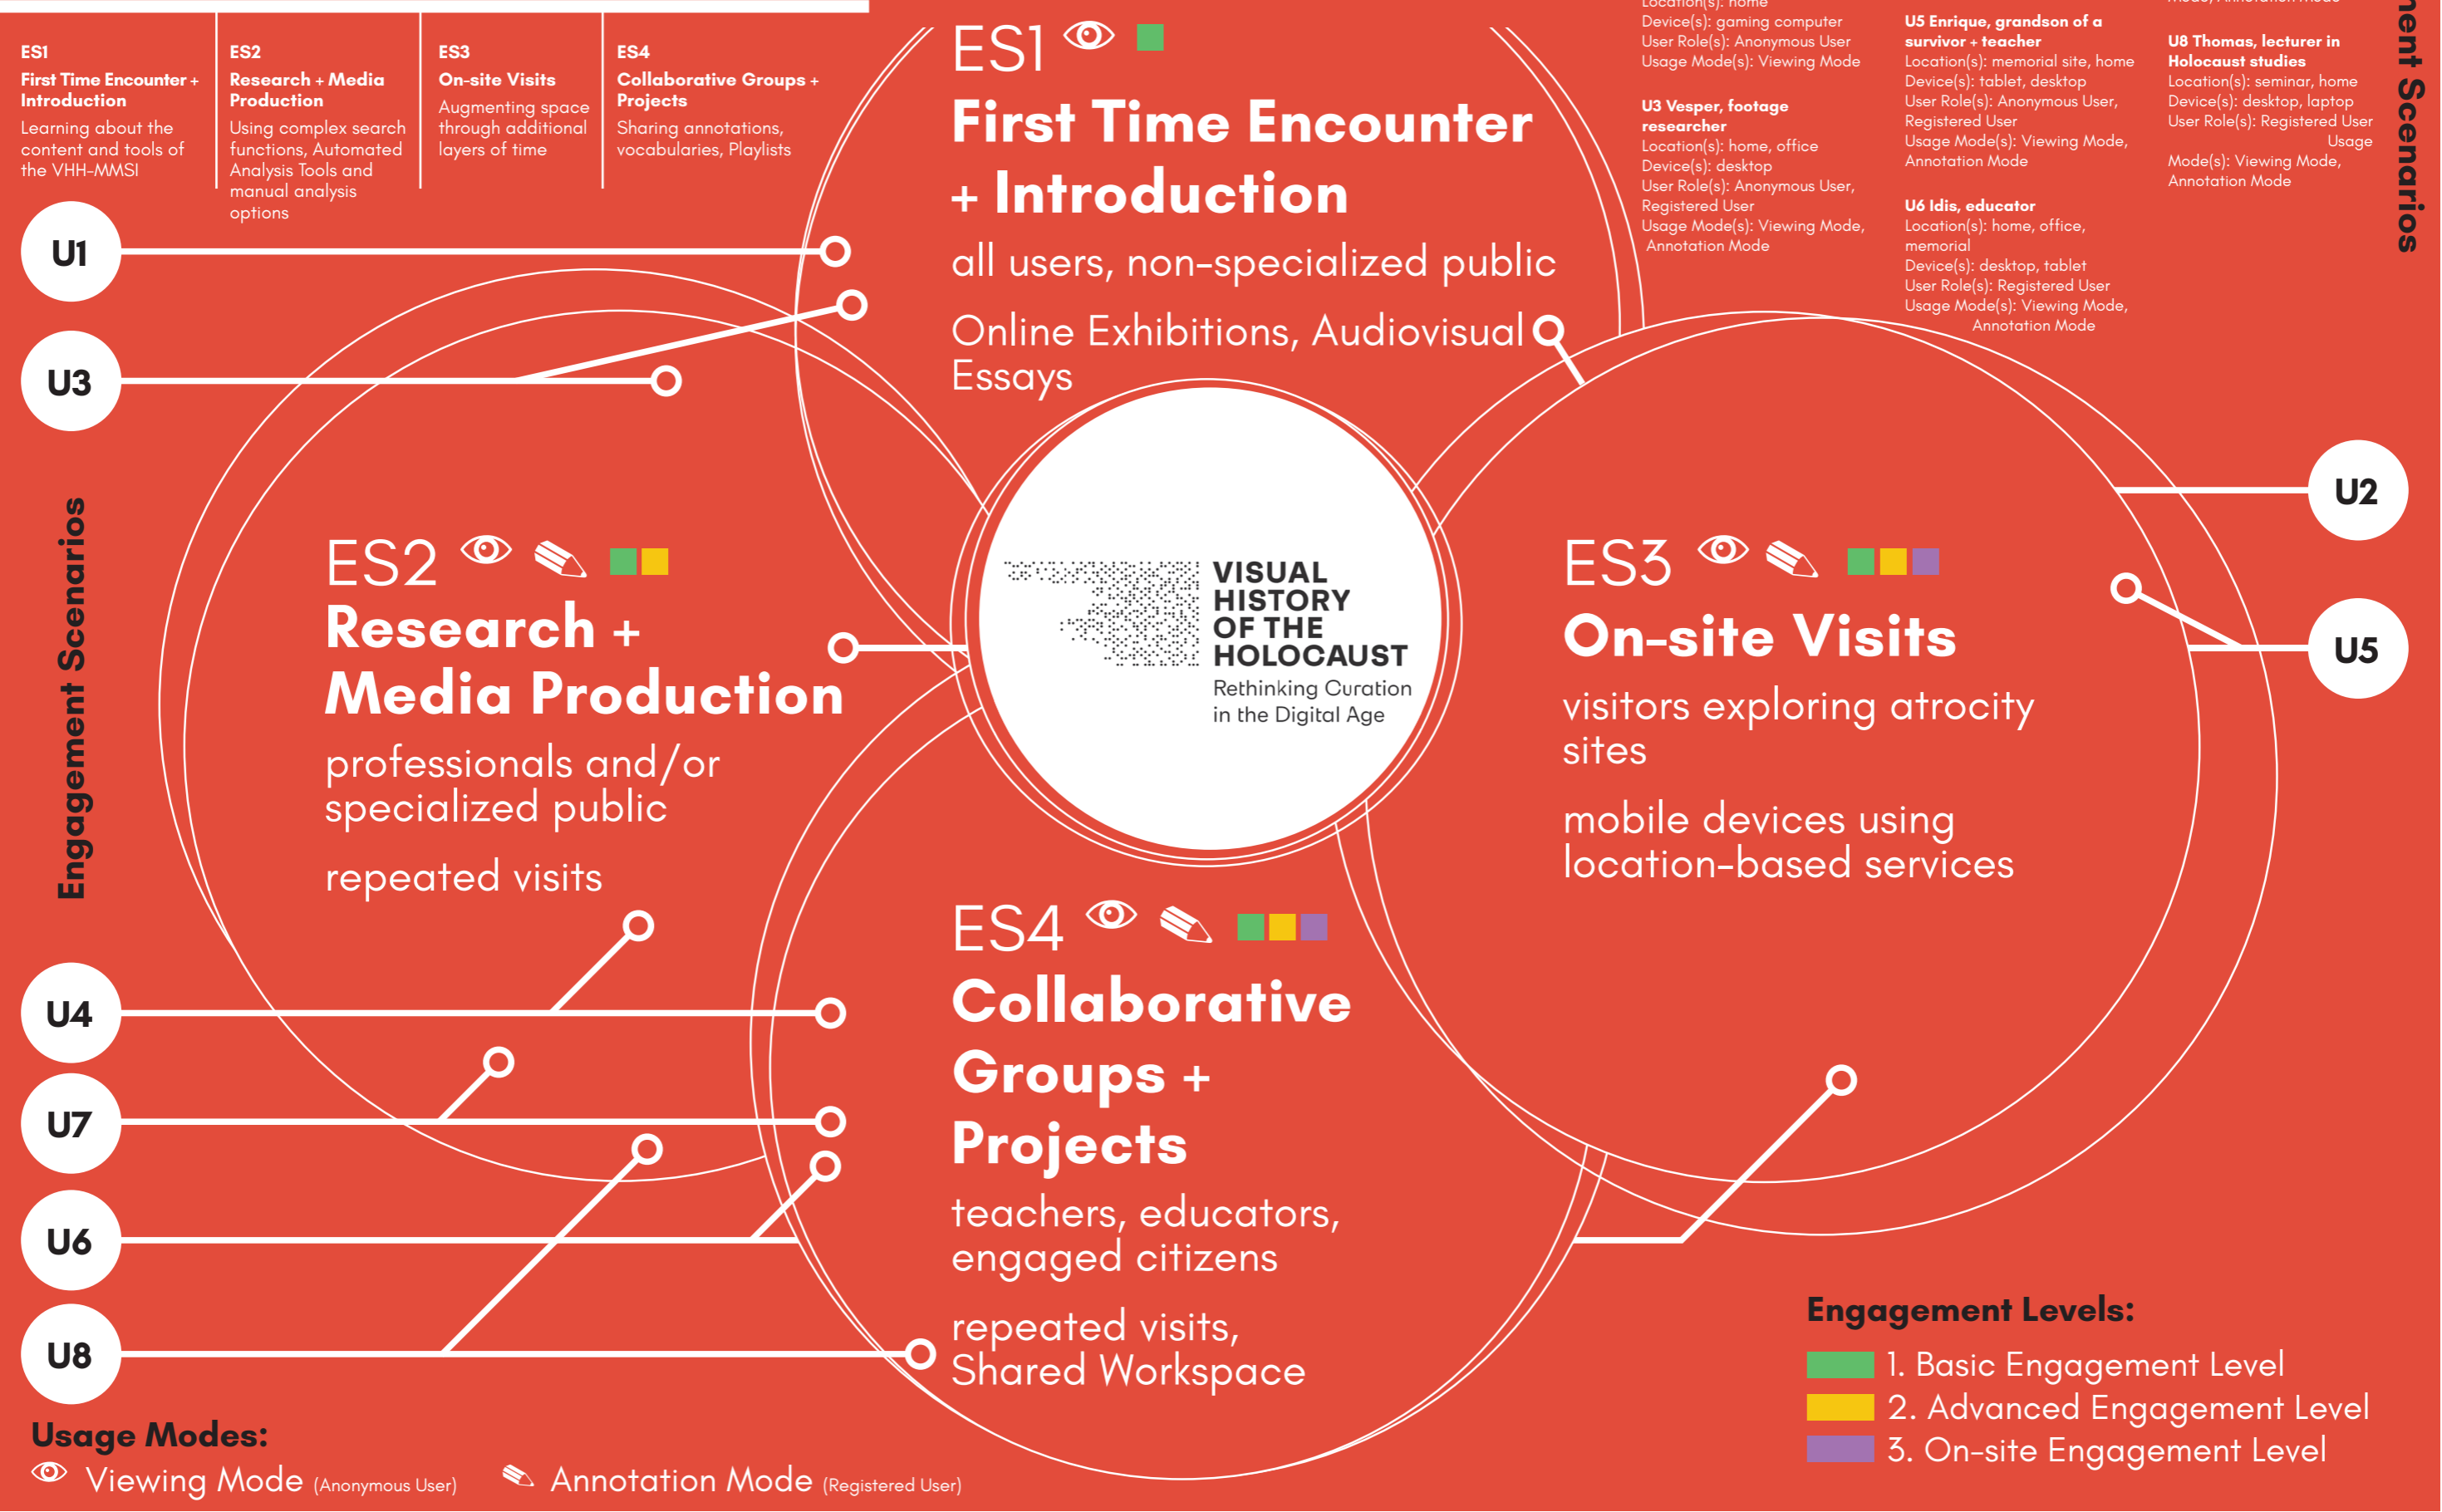 ES1
First Time Encounter +
Introduction
Learning about the
content and tools of
the VHH-MMSI
ES2
Research + Media
Production
Using complex search
functions, Automated
Analysis Tools and
manual analysis
options
ES3
On-site Visits
Augmenting space
through additional
layers of time
ES4
Collaborative Groups +
Projects
Sharing annotations,
vocabularies, Playlists
Location(s): home
Device(s): gaming computer
User Role(s): Anonymous User
Usage Mode(s): Viewing Mode
U3 Vesper, footage
researcher
Location(s): home, office
Device(s): desktop
User Role(s): Anonymous User,
Registered User
Usage Mode(s): Viewing Mode,
Annotation Mode
U5 Enrique, grandson of a
survivor + teacher
Location(s): memorial site, home
Device(s): tablet, desktop
User Role(s): Anonymous User,
Registered User
Usage Mode(s): Viewing Mode,
Annotation Mode
U6 Idis, educator
Location(s): home, office,
memorial
Device(s): desktop, tablet
User Role(s): Registered User
Usage Mode(s): Viewing Mode,
Annotation Mode
U8 Thomas, lecturer in
Holocaust studies
Location(s): seminar, home
Device(s): desktop, laptop
User Role(s): Registered User
Usage
Mode(s): Viewing Mode,
Annotation Mode
Scenarios
ES1
First Time Encounter
+ Introduction
all users, non-specialized public
Online Exhibitions, Audiovisual
Essays
U1
U3
Engagement Scenarios
ES2
Research +
Media Production
professionals and/or
specialized public
repeated visits
VISUAL
HISTORY
OF THE
HOLOCAUST
Rethinking Curation
in the Digital Age
ES3
On-site Visits
visitors exploring atrocity
sites
mobile devices using
location-based services
U2
U5
ES4
Collaborative
Groups +
Projects
teachers, educators,
engaged citizens
repeated visits,
Shared Workspace
U4
U7
U6
U8
Usage Modes:
Viewing Mode (Anonymous User)
Annotation Mode (Registered User)
Engagement Levels:
1. Basic Engagement Level
2. Advanced Engagement Level
3. On-site Engagement Level